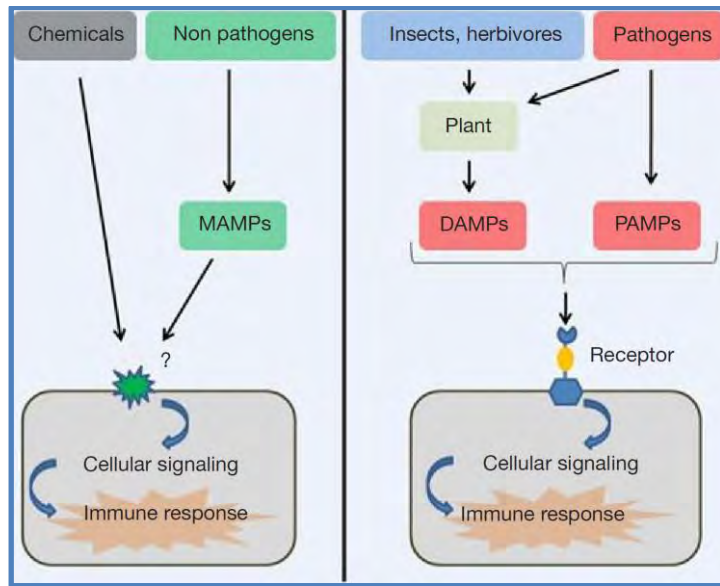 Chemicals
Non pathogens
MAMPs
?
Cellular signaling
Immune response
Insects, herbivores
Pathogens
Plant
DAMPs
PAMPs
Receptor
Cellular signaling
Immune response